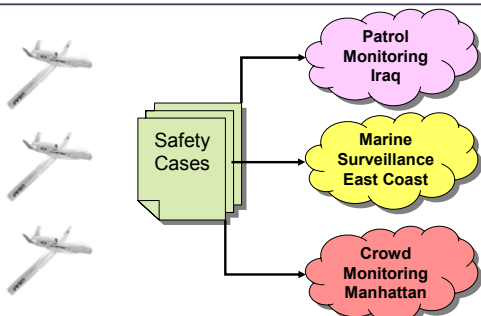 Patrol
Monitoring
Iraq
Safety
Cases
Marine
Surveillance
East Coast
Crowd
Monitoring
Manhattan